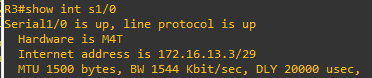 R3#show int s1/0
Serial1/0 is up, line protocol is up
Hardware is M4T
Internet address is 172.16.13.3/29
MTU 1500 bytes, BW 1544 Kbit/sec, DLY 20000 usec,